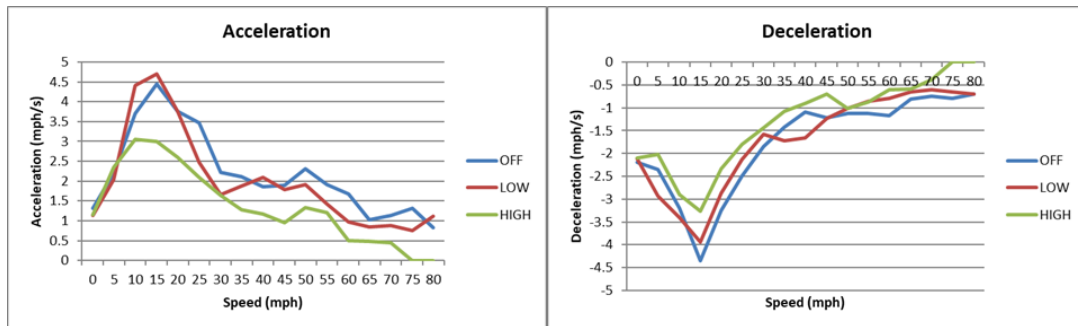 Acceleration
Acceleration (mph/s)
5
4.5
4
3.5
3
2.5
2
1.5
1
0.5
0
0 5 10 15 20 25 30 35 40 45 50 55 60 65 70 75 80
Speed (mph)
OFF
LOW
HIGH
Deceleration
Deceleration (mph/s)
0
-0.5
-1
-1.5
-2
-2.5
-3
-3.5
-4
-4.5
-5
0 5 10 15 20 25 30 35 40 45 50 55 60 65 70 75 80
Speed (mph)
OFF
LOW
HIGH